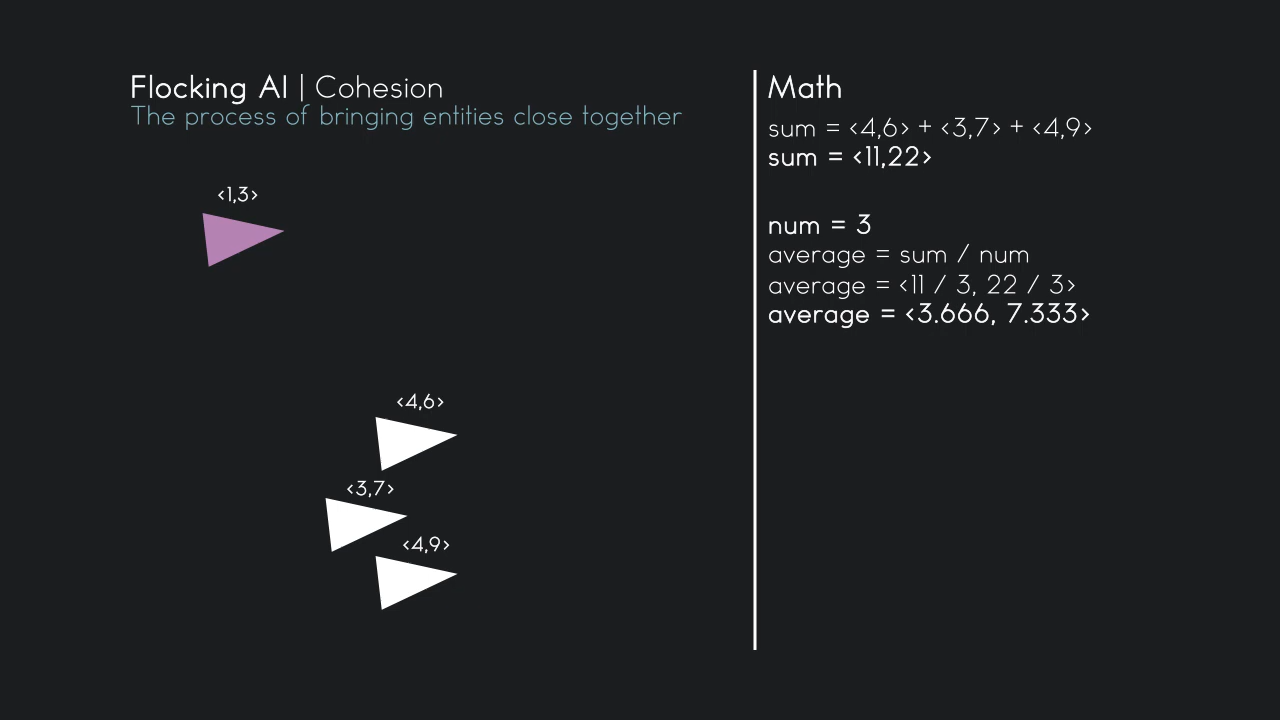 Flocking AI | Cohesion
The process of bringing entities close together
<1,3>
<4,6>
<3,7>
<4,9>
Math
sum = <4,6> + <3,7> + <4,9>
sum = <11,22>
num = 3
average = sum / num
average = <11 / 3, 22 / 3>
average = <3.666, 7.333>